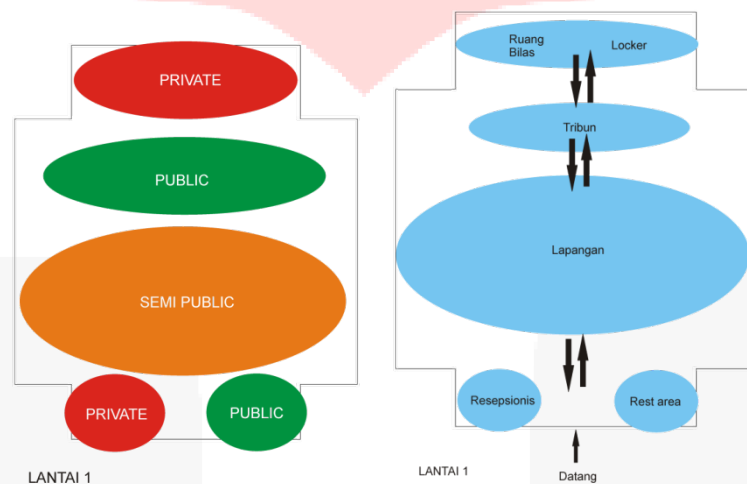 PRIVATE
PUBLIC
SEMI PUBLIC
PRIVATE
PUBLIC
LANTAI 1
Ruang
Bilas
Locker
Tribun
Lapangan
Resepsionis
Rest area
LANTAI 1
Datang